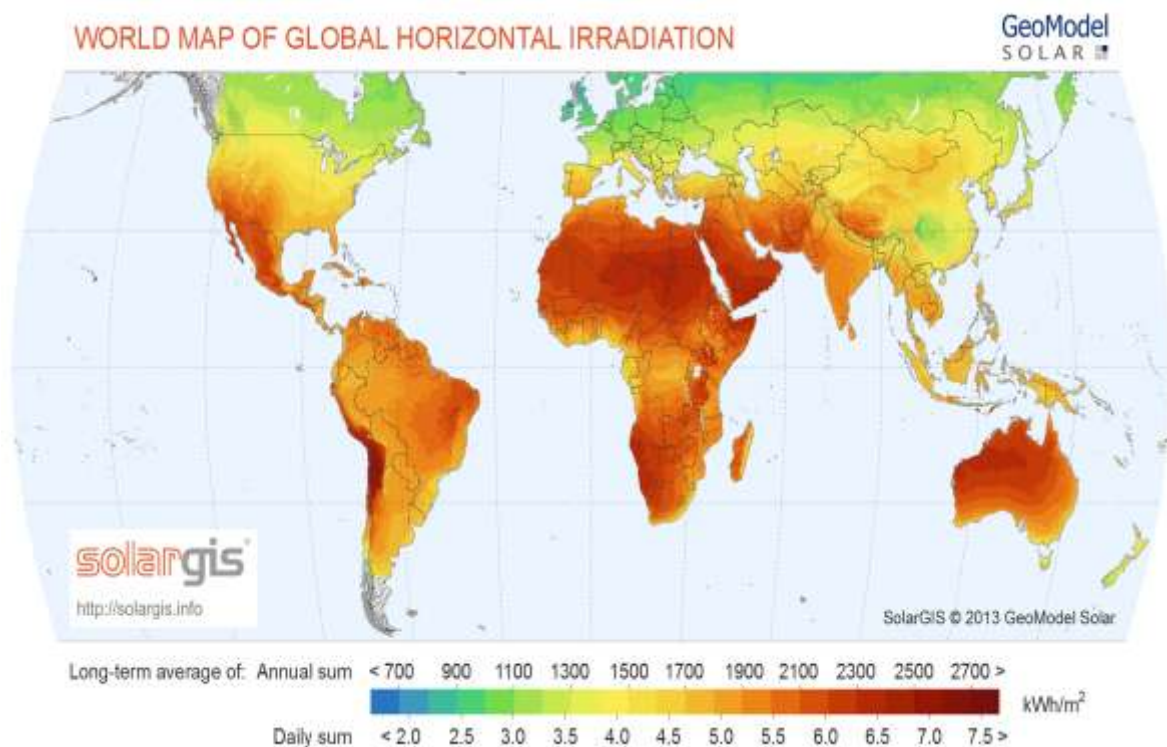 WORLD MAP OF GLOBAL HORIZONTAL IRRADIATION
GeoModel
SOLAR
solargis
http://solargis.info
SolarGIS © 2013 GeoModel Solar
Long-term average of: Annual sum < 700 900 1100 1300 1500 1700 1900 2100 2300 2500 2700 >
kWh/m²
Daily sum < 2.0 2.5 3.0 3.5 4.0 4.5 5.0 5.5 6.0 6.5 7.0 7.5 >